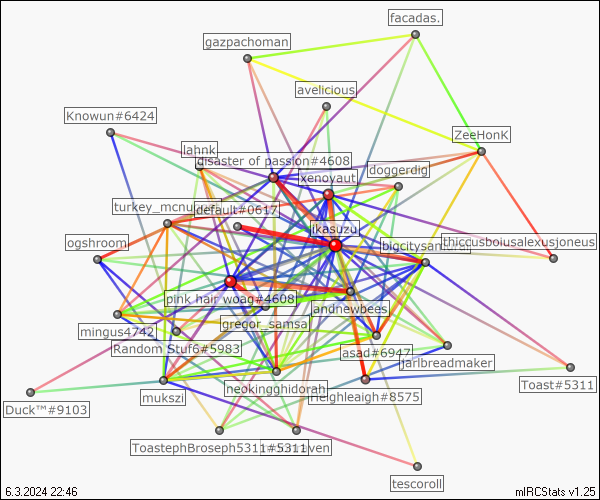 facadas.
gazpachoman
avelicious
Knowun#6424
ZeeHonK
lahnk
disaster of passion#4608
doggerdig
xenoyaut
turkey_mcnu
default#0617
ikasuzu
ogshroom
bigcitysan
thiccusboiusalexusjoneus
pink hair woag#4608
andnewbees
mingus4742
gregor_samsa
Random Stuf6#5983
asad#6947
jarlbreadmaker
neokingghidorah
Heighleaigh#8575
Toast#5311
mukszi
Duck™#9103
ToastephBroseph5311#5311
ven
tescoroll
6.3.2024 22:46
mIRCStats v1.25